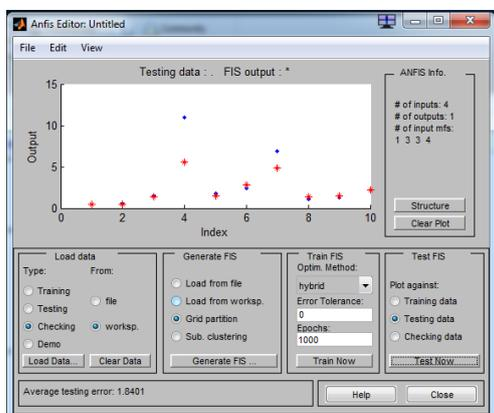 Anfis Editor: Untitled
File Edit View
Testing data : . FIS output : *
15
10
5
0
Output
0 2 4 6 8 10
Index
ANFIS Info.
# of inputs: 4
# of outputs: 1
# of input mfs:
1 3 3 4
Structure
Clear Plot
Load data
Type: From:
Training
Testing
Checking
Demo
file
worksp.
Load Data... Clear Data
Generate FIS
Load from file
Load from worksp.
Grid partition
Sub. clustering
Generate FIS ...
Train FIS
Optim. Method:
hybrid
Error Tolerance:
0
Epochs:
1000
Train Now
Test FIS
Plot against:
Training data
Testing data
Checking data
Test Now
Average testing error: 1.8401
Help Close